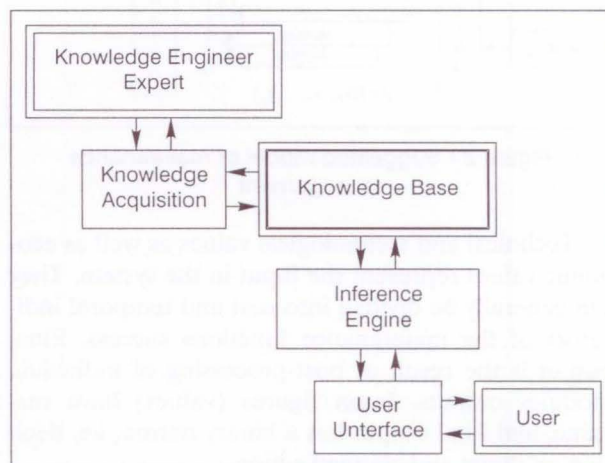 Knowledge Engineer
Expert
Knowledge
Acquisition
Knowledge Base
Inference
Engine
User
Unterface
User